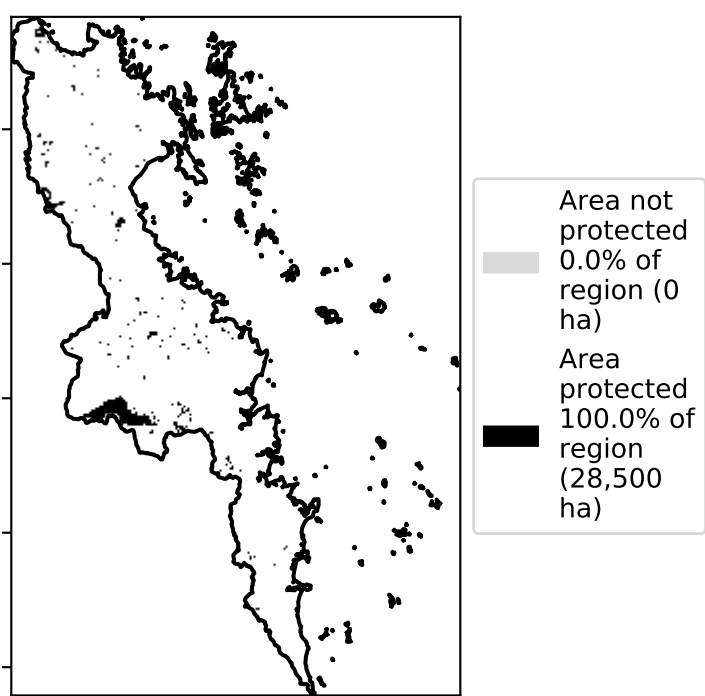 Area not
protected
0.0% of
region (0
ha)
Area
protected
100.0% of
region
(28,500
ha)